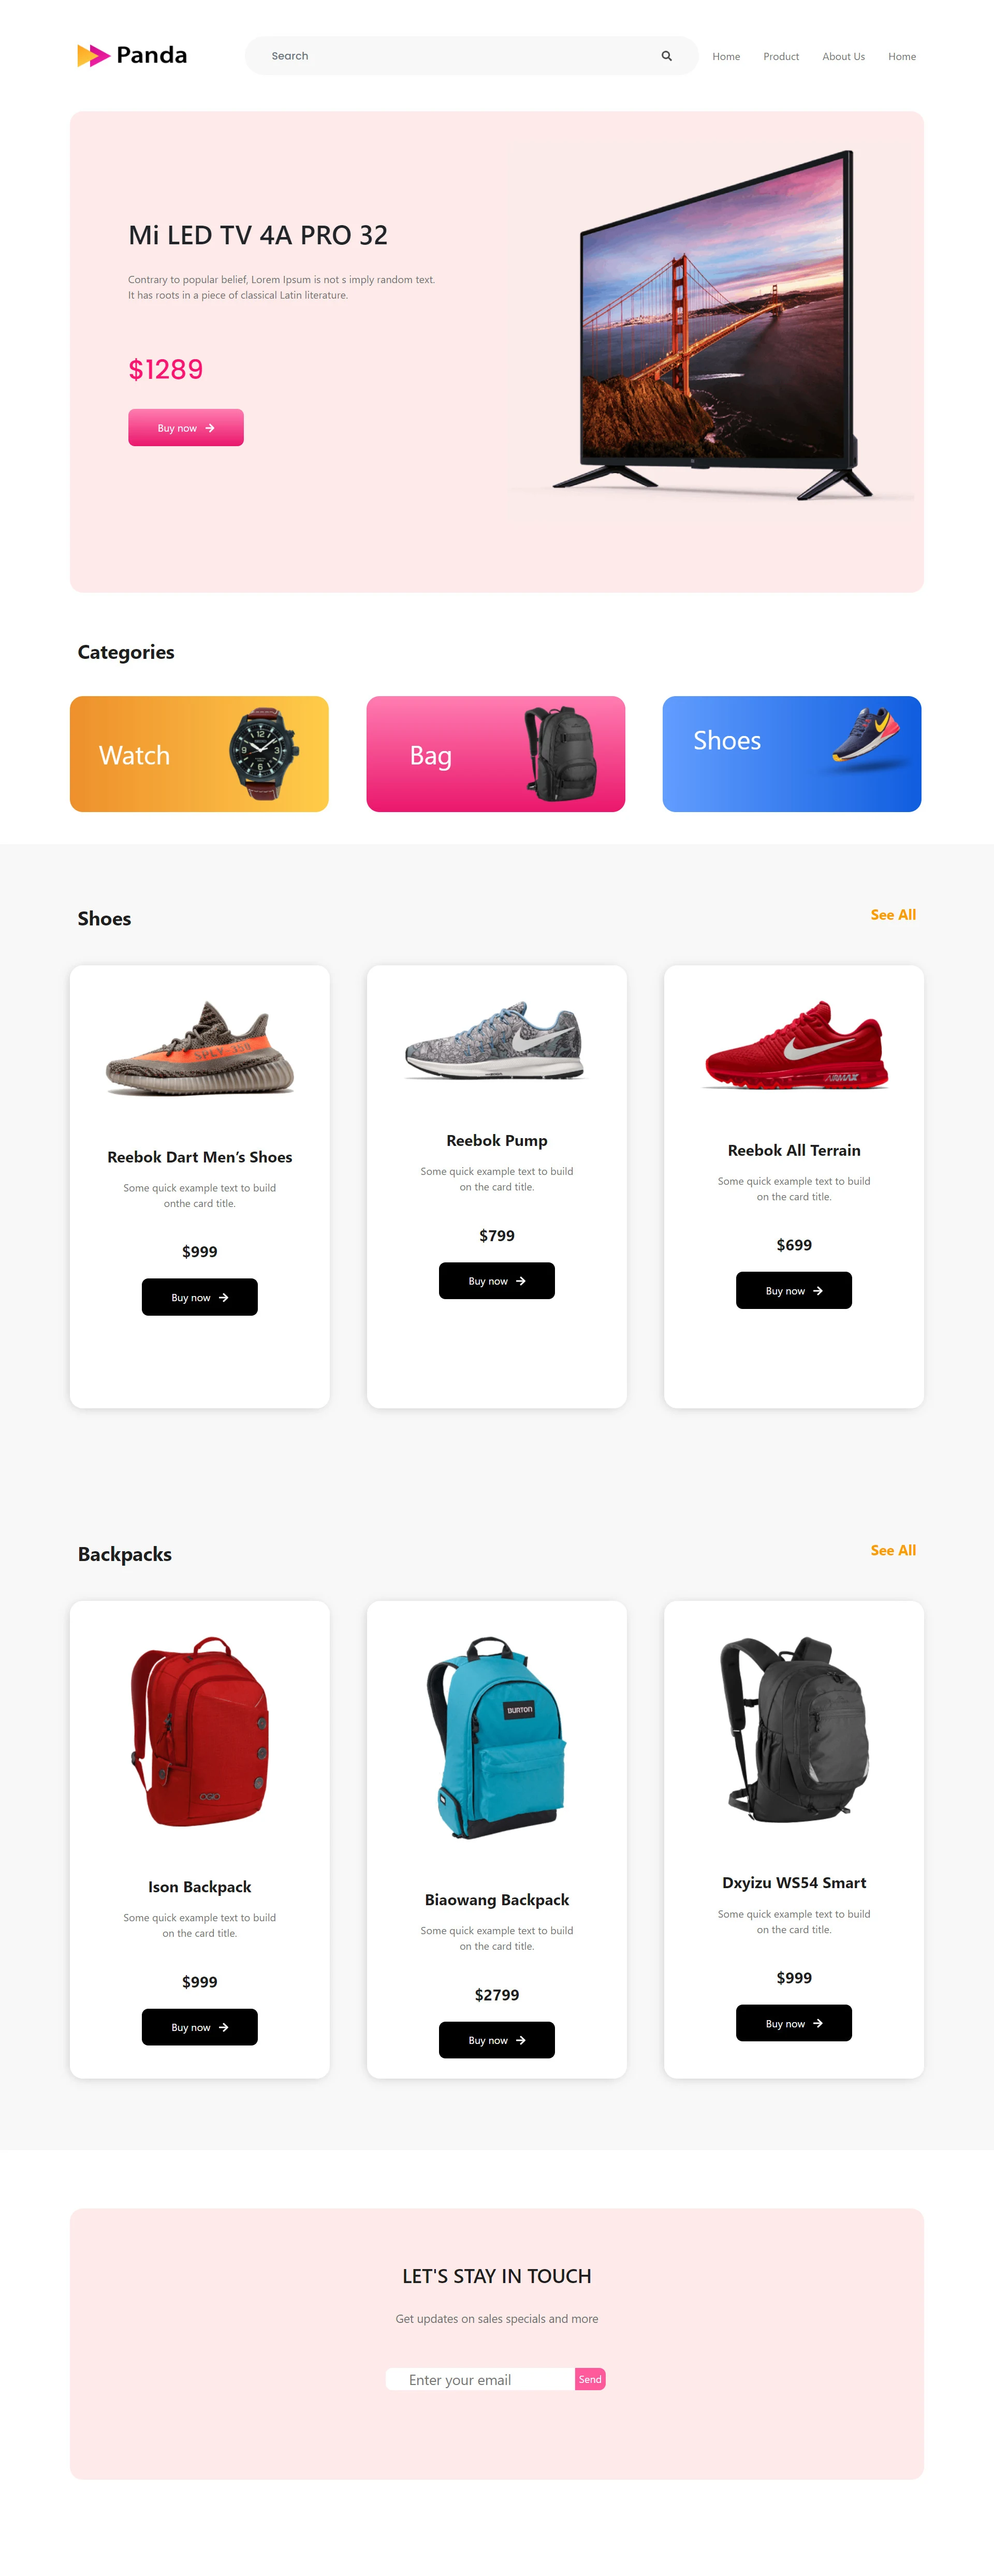 Panda
Search
Home
Product
About Us
Home
Mi LED TV 4A PRO 32
Contrary to popular belief, Lorem Ipsum is not s imply random text.
It has roots in a piece of classical Latin literature.
$1289
Buy now
Categories
Watch
Bag
Shoes
Shoes
See All
SPLY 350
AIRMAX
Reebok Dart Men’s Shoes
Some quick example text to build
onthe card title.
$999
Buy now
Reebok Pump
Some quick example text to build
on the card title.
$799
Buy now
Reebok All Terrain
Some quick example text to build
on the card title.
$699
Buy now
Backpacks
See All
OGIO
BURTON
Ison Backpack
Some quick example text to build
on the card title.
$999
Buy now
Biaowang Backpack
Some quick example text to build
on the card title.
$2799
Buy now
Dxyizu WS54 Smart
Some quick example text to build
on the card title.
$999
Buy now
LET'S STAY IN TOUCH
Get updates on sales specials and more
Enter your email
Send